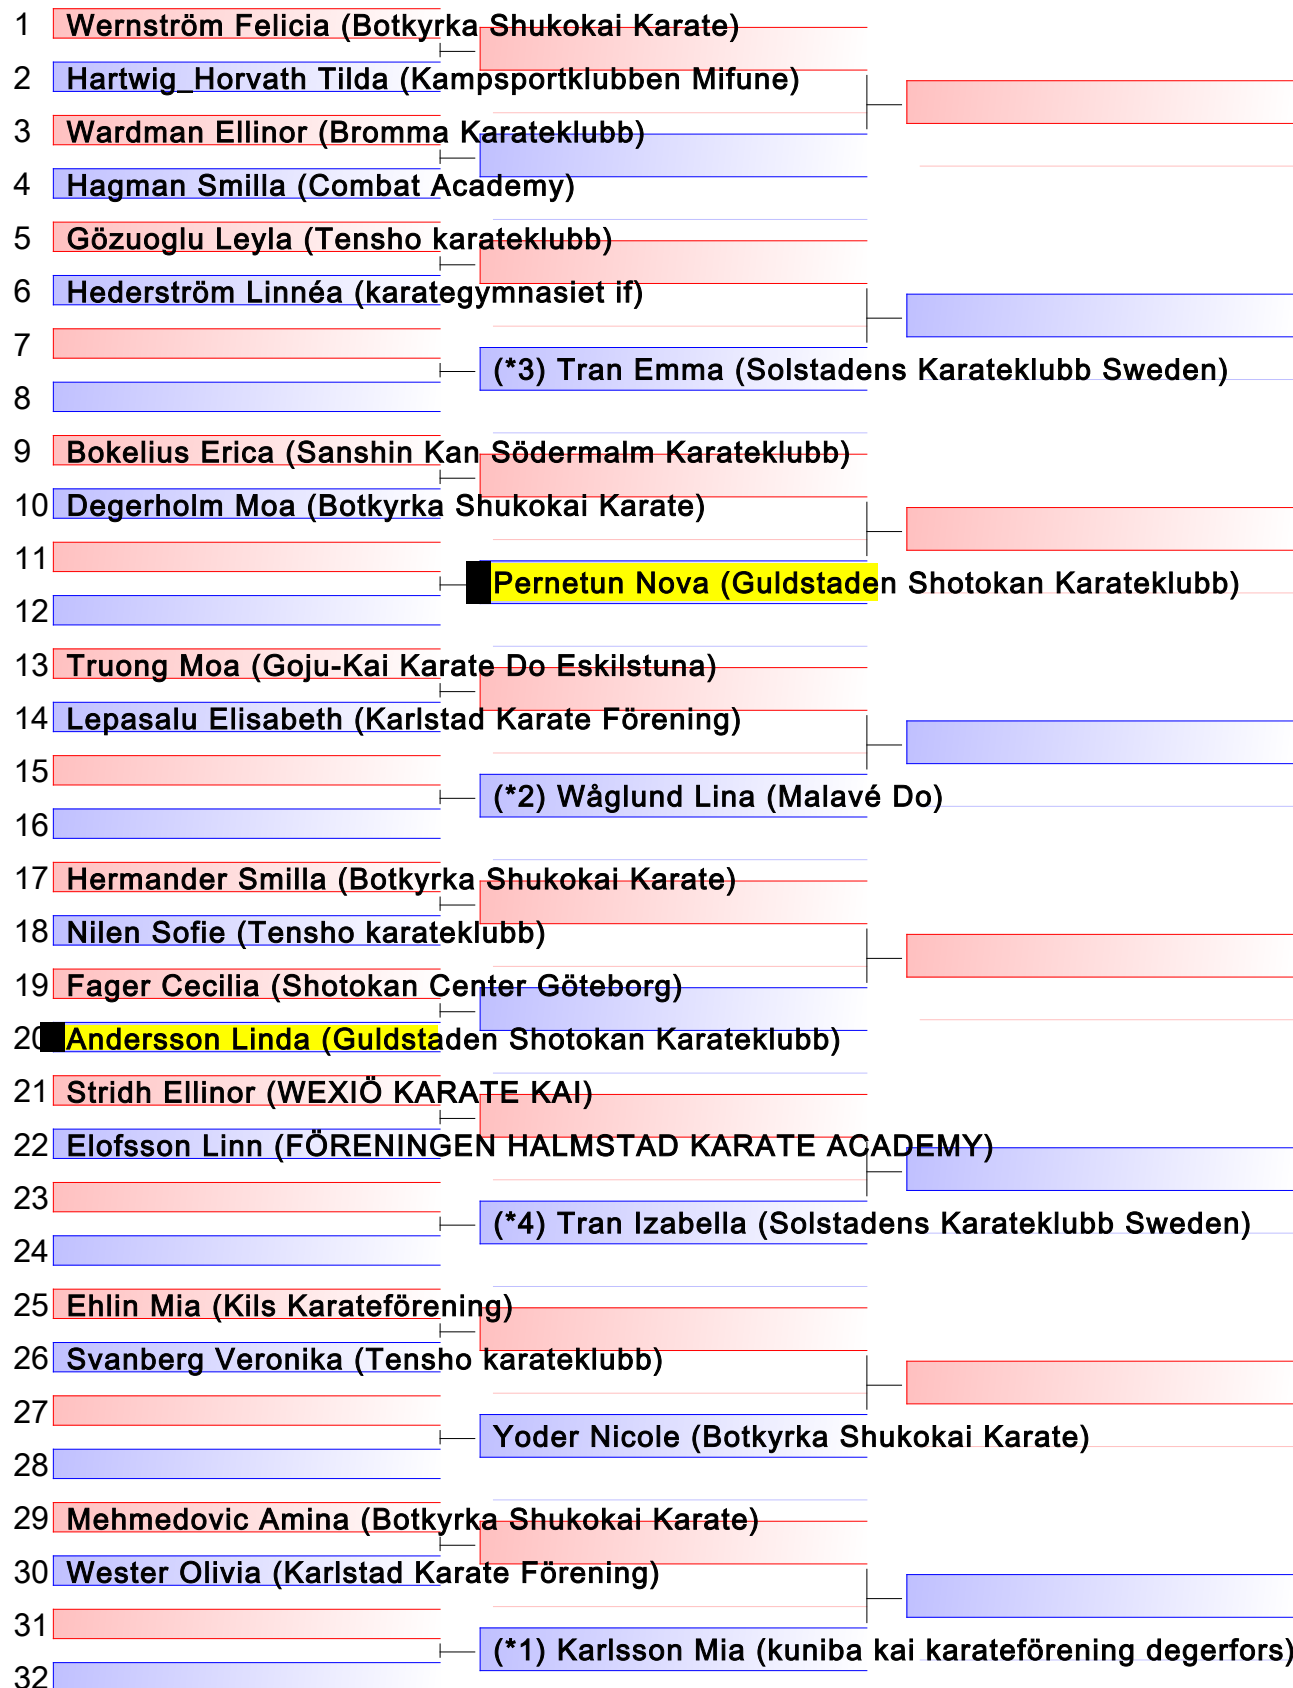 1 Wernström Felicia (Botkyrka Shukokai Karate)
2 Hartwig_Horvath Tilda (Kampsportklubben Mifune)
3 Wardman Ellinor (Bromma Karateklubb)
4 Hagman Smilla (Combat Academy)
5 Gözuoglu Leyla (Tensho karateklubb)
6 Hederström Linnéa (karategymnasiet if)
7
(*3) Tran Emma (Solstadens Karateklubb Sweden)
8
9 Bokelius Erica (Sanshin Kan Södermalm Karateklubb)
10 Degerholm Moa (Botkyrka Shukokai Karate)
11
Pernetun Nova (Guldstaden Shotokan Karateklubb)
12
13 Truong Moa (Goju-Kai Karate Do Eskilstuna)
14 Lepasalu Elisabeth (Karlstad Karate Förening)
15
(*2) Wåglund Lina (Malavé Do)
16
17 Hermander Smilla (Botkyrka Shukokai Karate)
18 Nilen Sofie (Tensho karateklubb)
19 Fager Cecilia (Shotokan Center Göteborg)
20 Andersson Linda (Guldstaden Shotokan Karateklubb)
21 Stridh Ellinor (WEXIÖ KARATE KAI)
22 Elofsson Linn (FÖRENINGEN HALMSTAD KARATE ACADEMY)
23
(*4) Tran Izabella (Solstadens Karateklubb Sweden)
24
25 Ehlin Mia (Kils Karateförening)
26 Svanberg Veronika (Tensho karateklubb)
27
Yoder Nicole (Botkyrka Shukokai Karate)
28
29 Mehmedovic Amina (Botkyrka Shukokai Karate)
30 Wester Olivia (Karlstad Karate Förening)
31
(*1) Karlsson Mia (kuniba kai karateförening degerfors)
32